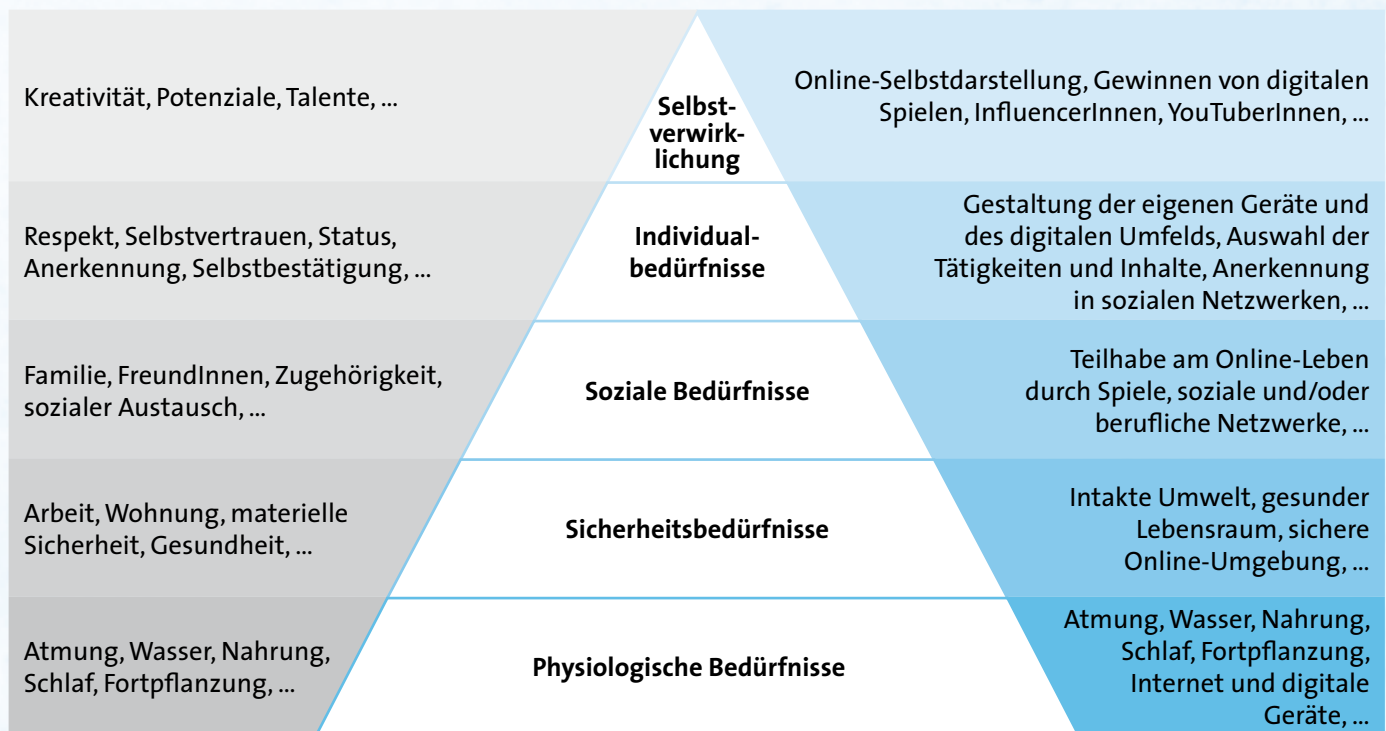 Kreativität, Potenziale, Talente, ...
Selbst-
verwirk-
lichung
Online-Selbstdarstellung, Gewinnen von digitalen
Spielen, InfluencerInnen, YouTuberInnen, ...
Respekt, Selbstvertrauen, Status,
Anerkennung, Selbstbestätigung, ...
Individual-
bedürfnisse
Gestaltung der eigenen Geräte und
des digitalen Umfelds, Auswahl der
Tätigkeiten und Inhalte, Anerkennung
in sozialen Netzwerken, ...
Familie, FreundInnen, Zugehörigkeit,
sozialer Austausch, ...
Soziale Bedürfnisse
Teilhabe am Online-Leben
durch Spiele, soziale und/oder
berufliche Netzwerke, ...
Arbeit, Wohnung, materielle
Sicherheit, Gesundheit, ...
Sicherheitsbedürfnisse
Intakte Umwelt, gesunder
Lebensraum, sichere
Online-Umgebung, ...
Atmung, Wasser, Nahrung,
Schlaf, Fortpflanzung, ...
Physiologische Bedürfnisse
Atmung, Wasser, Nahrung,
Schlaf, Fortpflanzung,
Internet und digitale
Geräte, ...